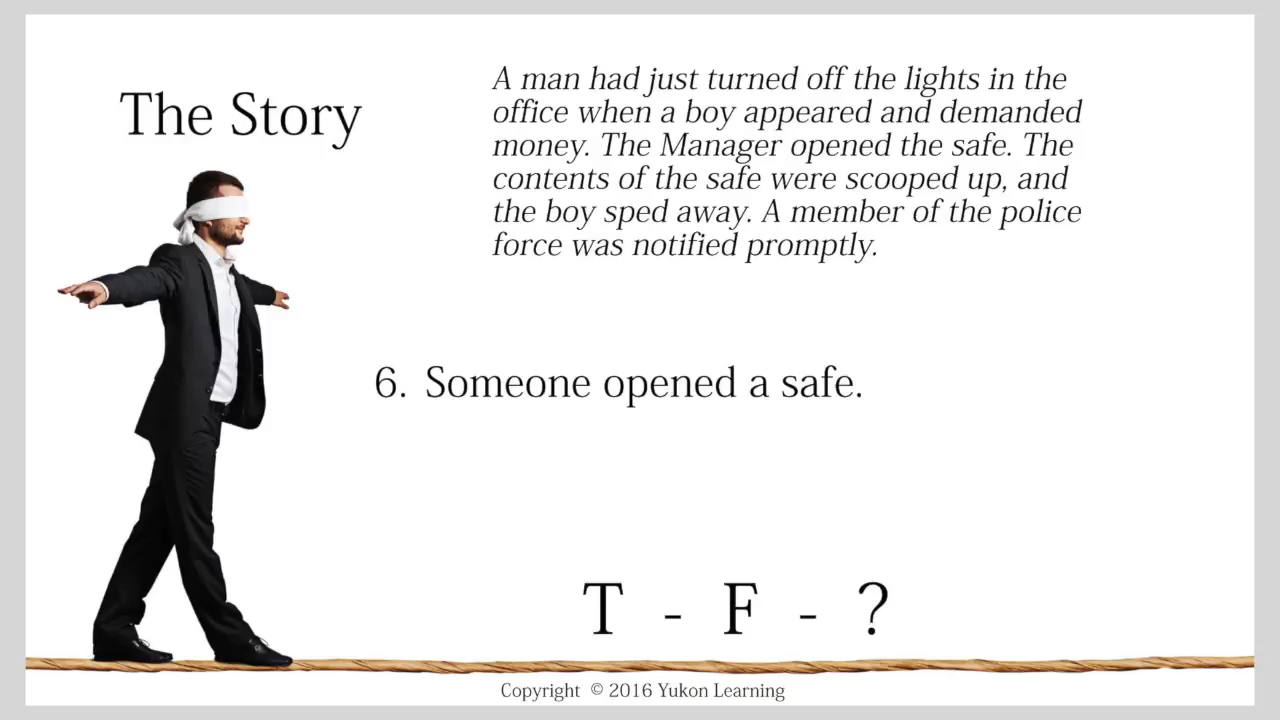 The Story
A man had just turned off the lights in the
office when a boy appeared and demanded
money. The Manager opened the safe. The
contents of the safe were scooped up, and
the boy sped away. A member of the police
force was notified promptly.
6. Someone opened a safe.
T - F - ?
Copyright © 2016 Yukon Learning